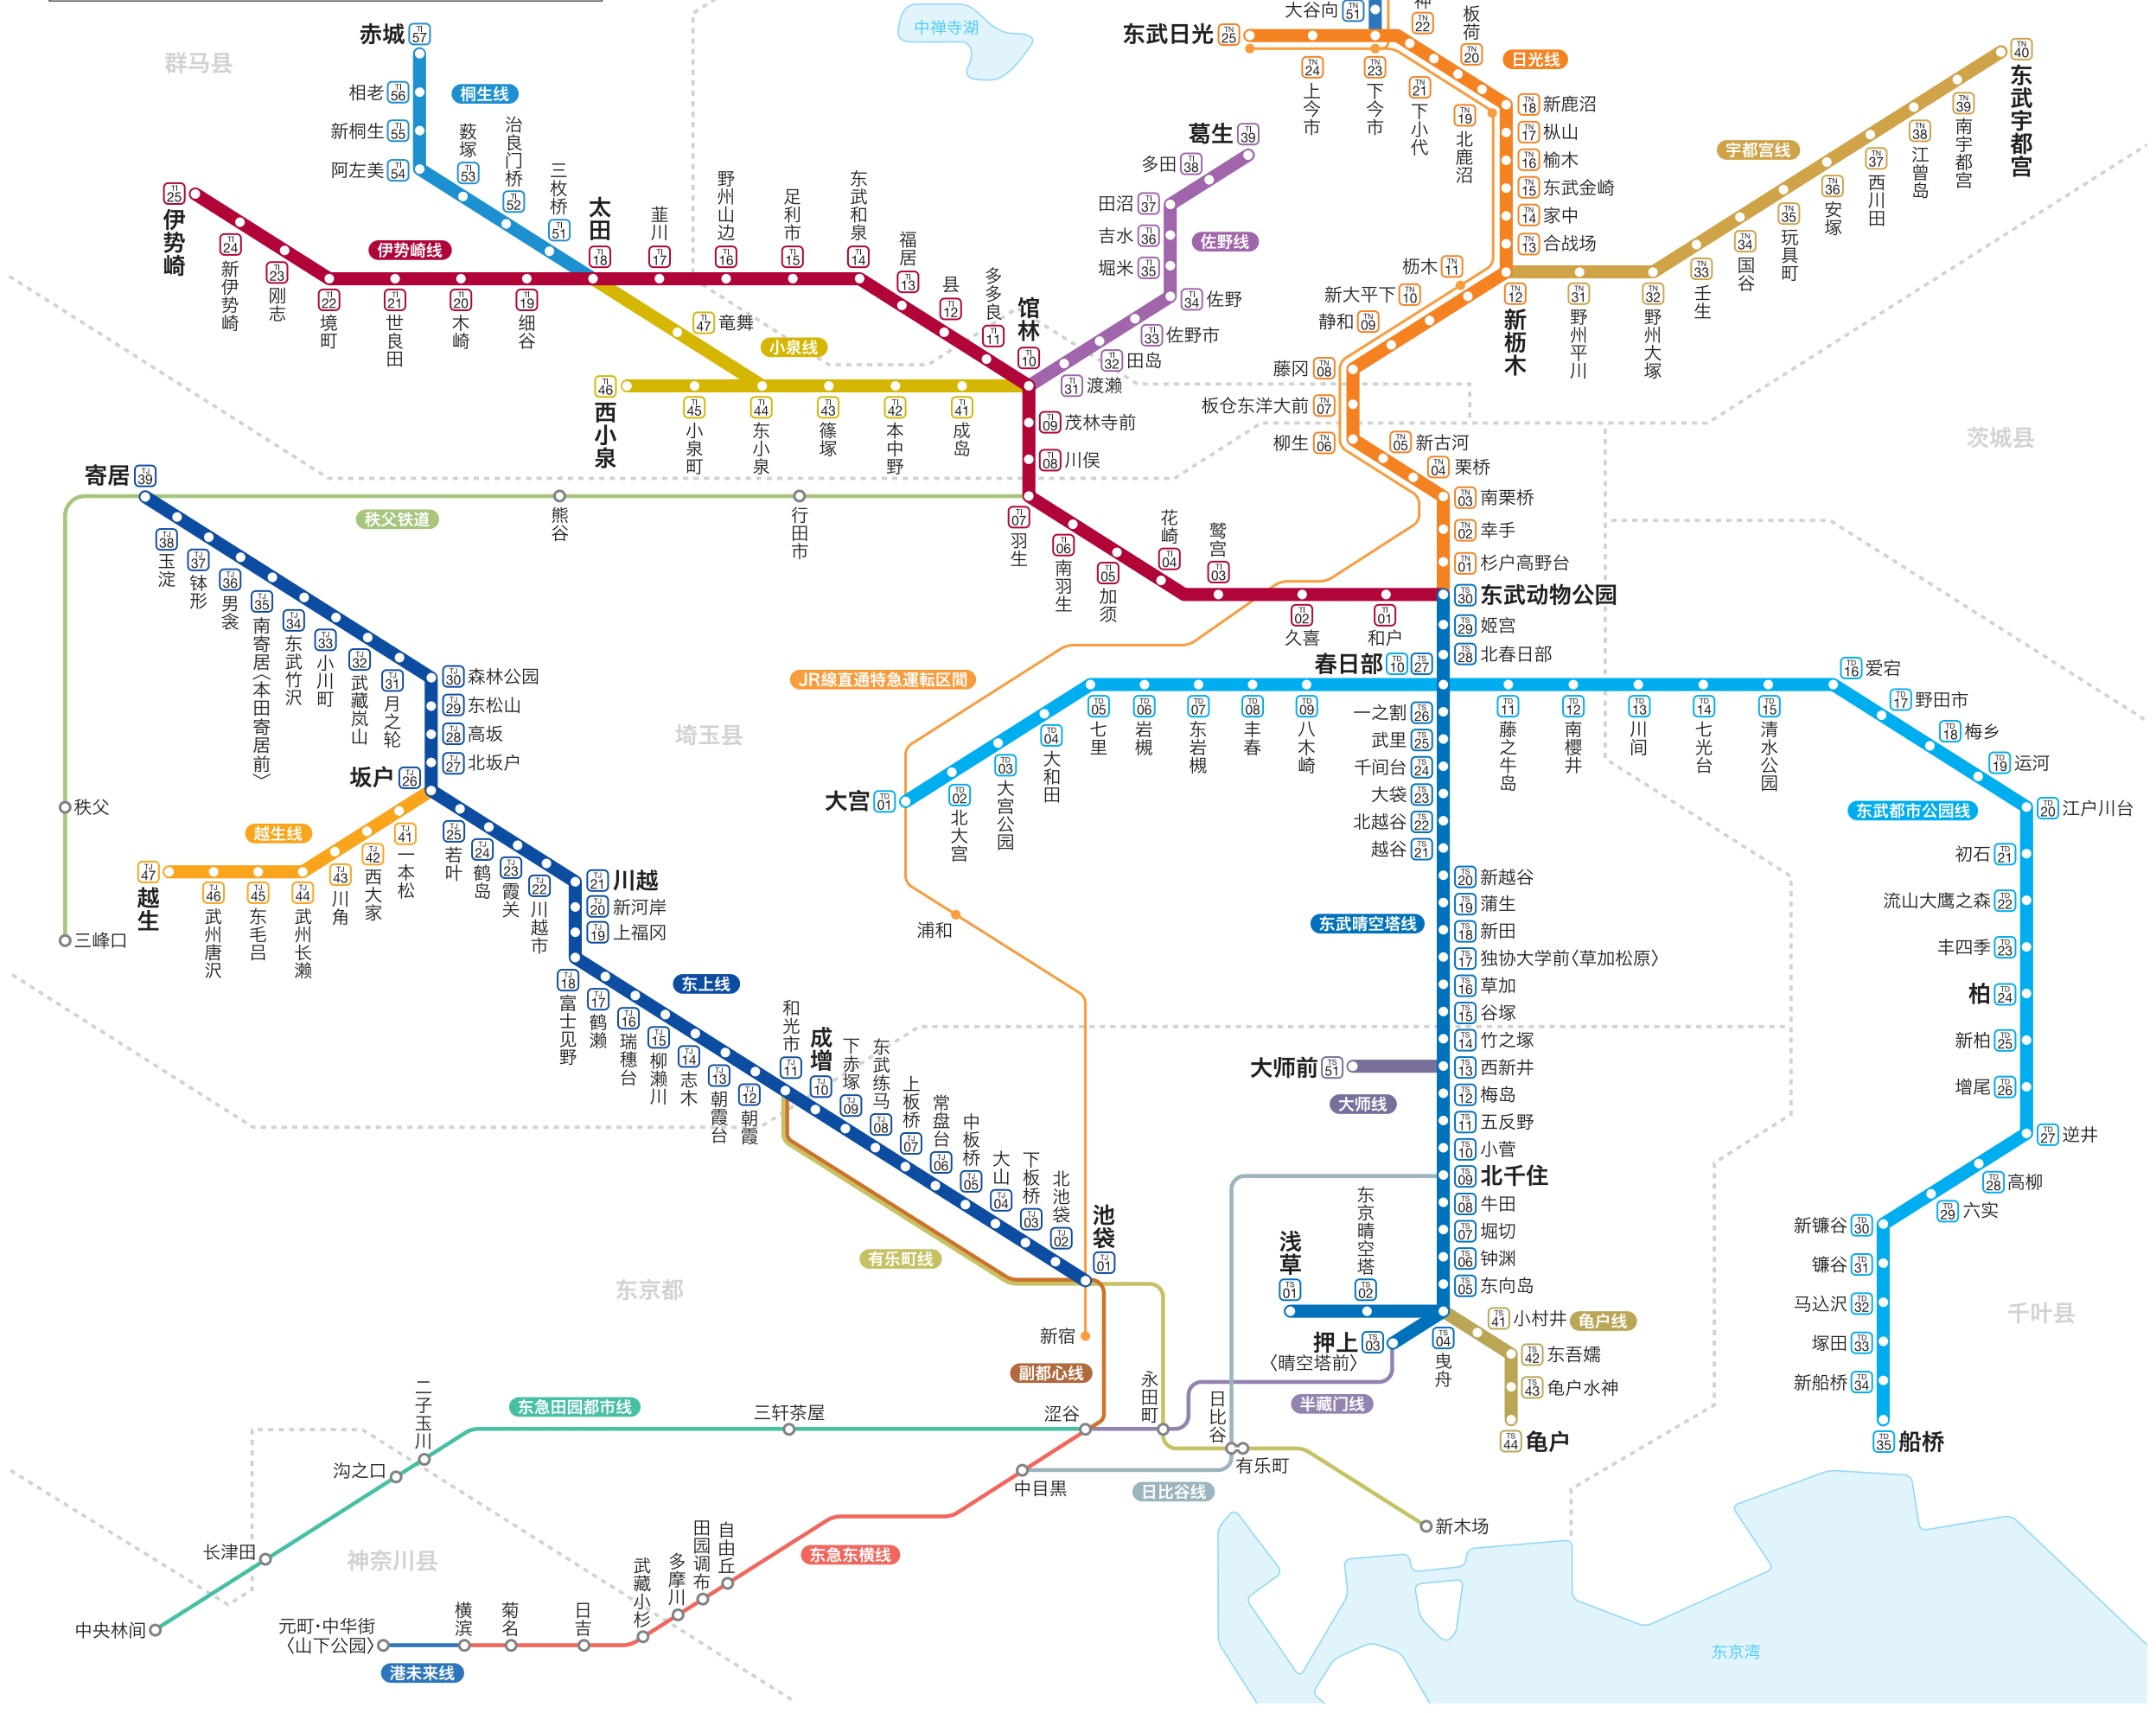 大谷向
TN 51
神
TN 22
板荷
TN 20
中禅寺湖
东武日光
TN 25
日光线
TN 24
上今市
TN 23
下今市
TN 21
下小代
TN 19
北鹿沼
TN 18 新鹿沼
TN 17 枞山
TN 16 榆木
TN 15 东武金崎
TN 14 家中
TN 13 合战场
枥木 TN 11
TN 12
新枥木
新大平下 TN 10
静和 TN 09
藤冈 TN 08
板仓东洋大前 TN 07
柳生 TN 06
TN 05 新古河
TN 04 栗桥
TN 03 南栗桥
TN 02 幸手
TN 01 杉户高野台
TN 40
东武宇都宫
TN 39
南宇都宫
TN 38
江曾岛
TN 37
西川田
TN 36
安塚
TN 35
玩具町
TN 34
国谷
TN 33
壬生
TN 32
野州大塚
TN 31
野州平川
宇都宫线
茨城县
群马县
赤城 TI 57
相老 TI 56
新桐生 TI 55
阿左美 TI 54
桐生线
薮塚
TI 53
治良门桥
TI 52
三枚桥
TI 51
TI 25
伊势崎
TI 24
新伊势崎
TI 23
刚志
TI 22
境町
TI 21
世良田
TI 20
木崎
TI 19
细谷
伊势崎线
太田
TI 18
韮川
TI 17
野州山边
TI 16
足利市
TI 15
东武和泉
TI 14
福居
TI 13
县
TI 12
多多良
TI 11
馆林
TI 10
TI 09 茂林寺前
TI 08 川俣
TI 07
羽生
TI 06
南羽生
TI 05
加须
花崎
TI 04
鹫宫
TI 03
TI 02
久喜
TI 01
和户
葛生 TI 39
多田 TI 38
田沼 TI 37
吉水 TI 36
堀米 TI 35
TI 34 佐野
TI 33 佐野市
TI 32 田岛
TI 31 渡濑
佐野线
TI 47 竜舞
小泉线
TI 46
西小泉
TI 45
小泉町
TI 44
东小泉
TI 43
篠塚
TI 42
本中野
TI 41
成岛
秩父铁道
熊谷
行田市
秩父
三峰口
寄居 TJ 39
TJ 38
玉淀
TJ 37
钵形
TJ 36
男衾
TJ 35
南寄居〈本田寄居前〉
TJ 34
东武竹沢
TJ 33
小川町
TJ 32
武藏岚山
TJ 31
月之轮
TJ 30 森林公园
TJ 29 东松山
TJ 28 高坂
TJ 27 北坂户
坂户 TJ 26
TJ 25
若叶
TJ 24
鹤岛
TJ 23
霞关
TJ 22
川越市
TJ 21 川越
TJ 20 新河岸
TJ 19 上福冈
TJ 18
富士见野
TJ 17
鹤濑
TJ 16
瑞穗台
TJ 15
柳濑川
TJ 14
志木
TJ 13
朝霞台
TJ 12
朝霞
和光市
TJ 11
成增
TJ 10
下赤塚
TJ 09
东武练马
TJ 08
上板桥
TJ 07
常盘台
TJ 06
中板桥
TJ 05
大山
TJ 04
下板桥
TJ 03
北池袋
TJ 02
池袋
TJ 01
东上线
越生线
TJ 47
越生
TJ 46
武州唐沢
TJ 45
东毛吕
TJ 44
武州长濑
TJ 43
川角
TJ 42
西大家
TJ 41
一本松
JR線直通特急運転区間
埼玉县
浦和
新宿
大宫 TD 01
TD 02
北大宫
TD 03
大宫公园
TD 04
大和田
TD 05
七里
TD 06
岩槻
TD 07
东岩槻
TD 08
丰春
TD 09
八木崎
春日部 TD 10 TS 27
TD 11
藤之牛岛
TD 12
南樱井
TD 13
川间
TD 14
七光台
TD 15
清水公园
TD 16 爱宕
TD 17 野田市
TD 18 梅乡
TD 19 运河
TD 20 江户川台
东武都市公园线
初石 TD 21
流山大鹰之森 TD 22
丰四季 TD 23
柏 TD 24
新柏 TD 25
增尾 TD 26
TD 27 逆井
TD 28 高柳
TD 29 六实
新镰谷 TD 30
镰谷 TD 31
马込沢 TD 32
塚田 TD 33
新船桥 TD 34
TD 35 船桥
千叶县
TS 30 东武动物公园
TS 29 姬宫
TS 28 北春日部
一之割 TS 26
武里 TS 25
千间台 TS 24
大袋 TS 23
北越谷 TS 22
越谷 TS 21
TS 20 新越谷
TS 19 蒲生
东武晴空塔线
TS 18 新田
TS 17 独协大学前〈草加松原〉
TS 16 草加
TS 15 谷塚
TS 14 竹之塚
大师前 TS 51
TS 13 西新井
大师线
TS 12 梅岛
TS 11 五反野
TS 10 小菅
TS 09 北千住
TS 08 牛田
TS 07 堀切
TS 06 钟渊
TS 05 东向岛
浅草
TS 01
东京晴空塔
TS 02
押上 TS 03
〈晴空塔前〉
TS 04
曳舟
TS 41 小村井
龟户线
TS 42 东吾嬬
TS 43 龟户水神
TS 44 龟户
东京都
有乐町线
副都心线
半藏门线
日比谷线
东急田园都市线
东急东横线
港未来线
二子玉川
三轩茶屋
涩谷
永田町
日比谷
有乐町
新木场
中目黑
沟之口
长津田
中央林间
神奈川县
元町・中华街
〈山下公园〉
横滨
菊名
日吉
武藏小杉
多摩川
田园调布
自由丘
东京湾